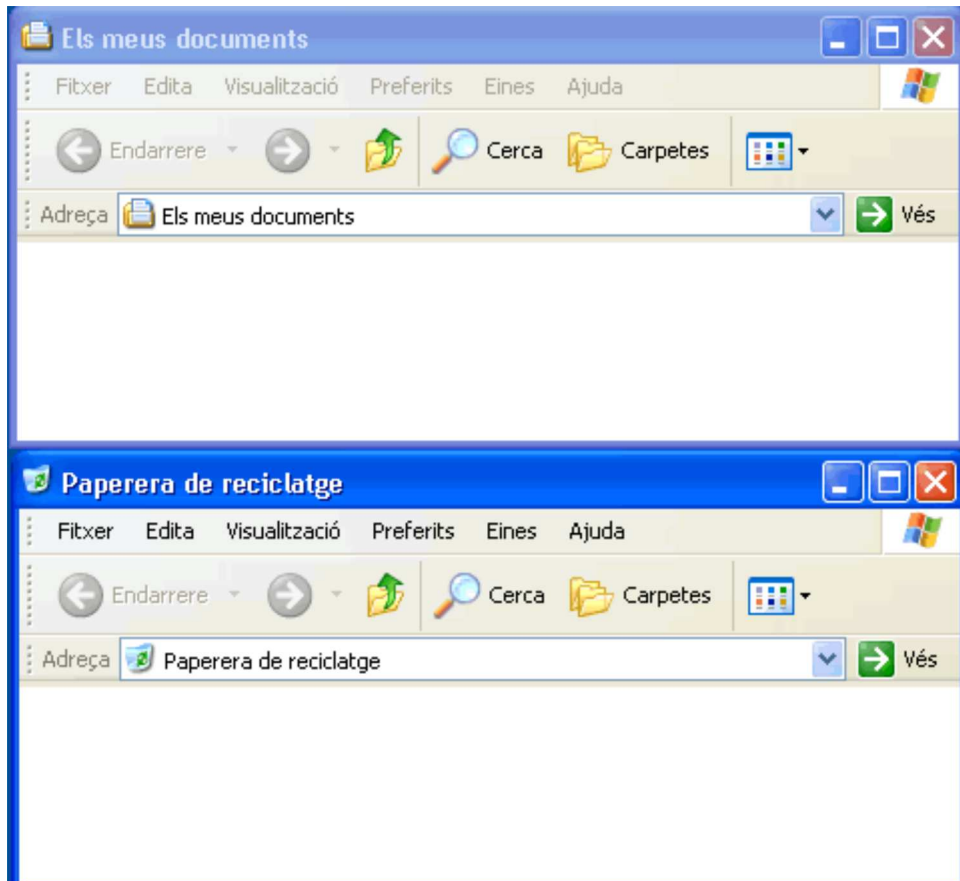 Els meus documents
Fitxer Edita Visualització Preferits Eines Ajuda
Endarrere Cerca Carpetes
Adreça Els meus documents Vés
Paperera de reciclatge
Fitxer Edita Visualització Preferits Eines Ajuda
Endarrere Cerca Carpetes
Adreça Paperera de reciclatge Vés